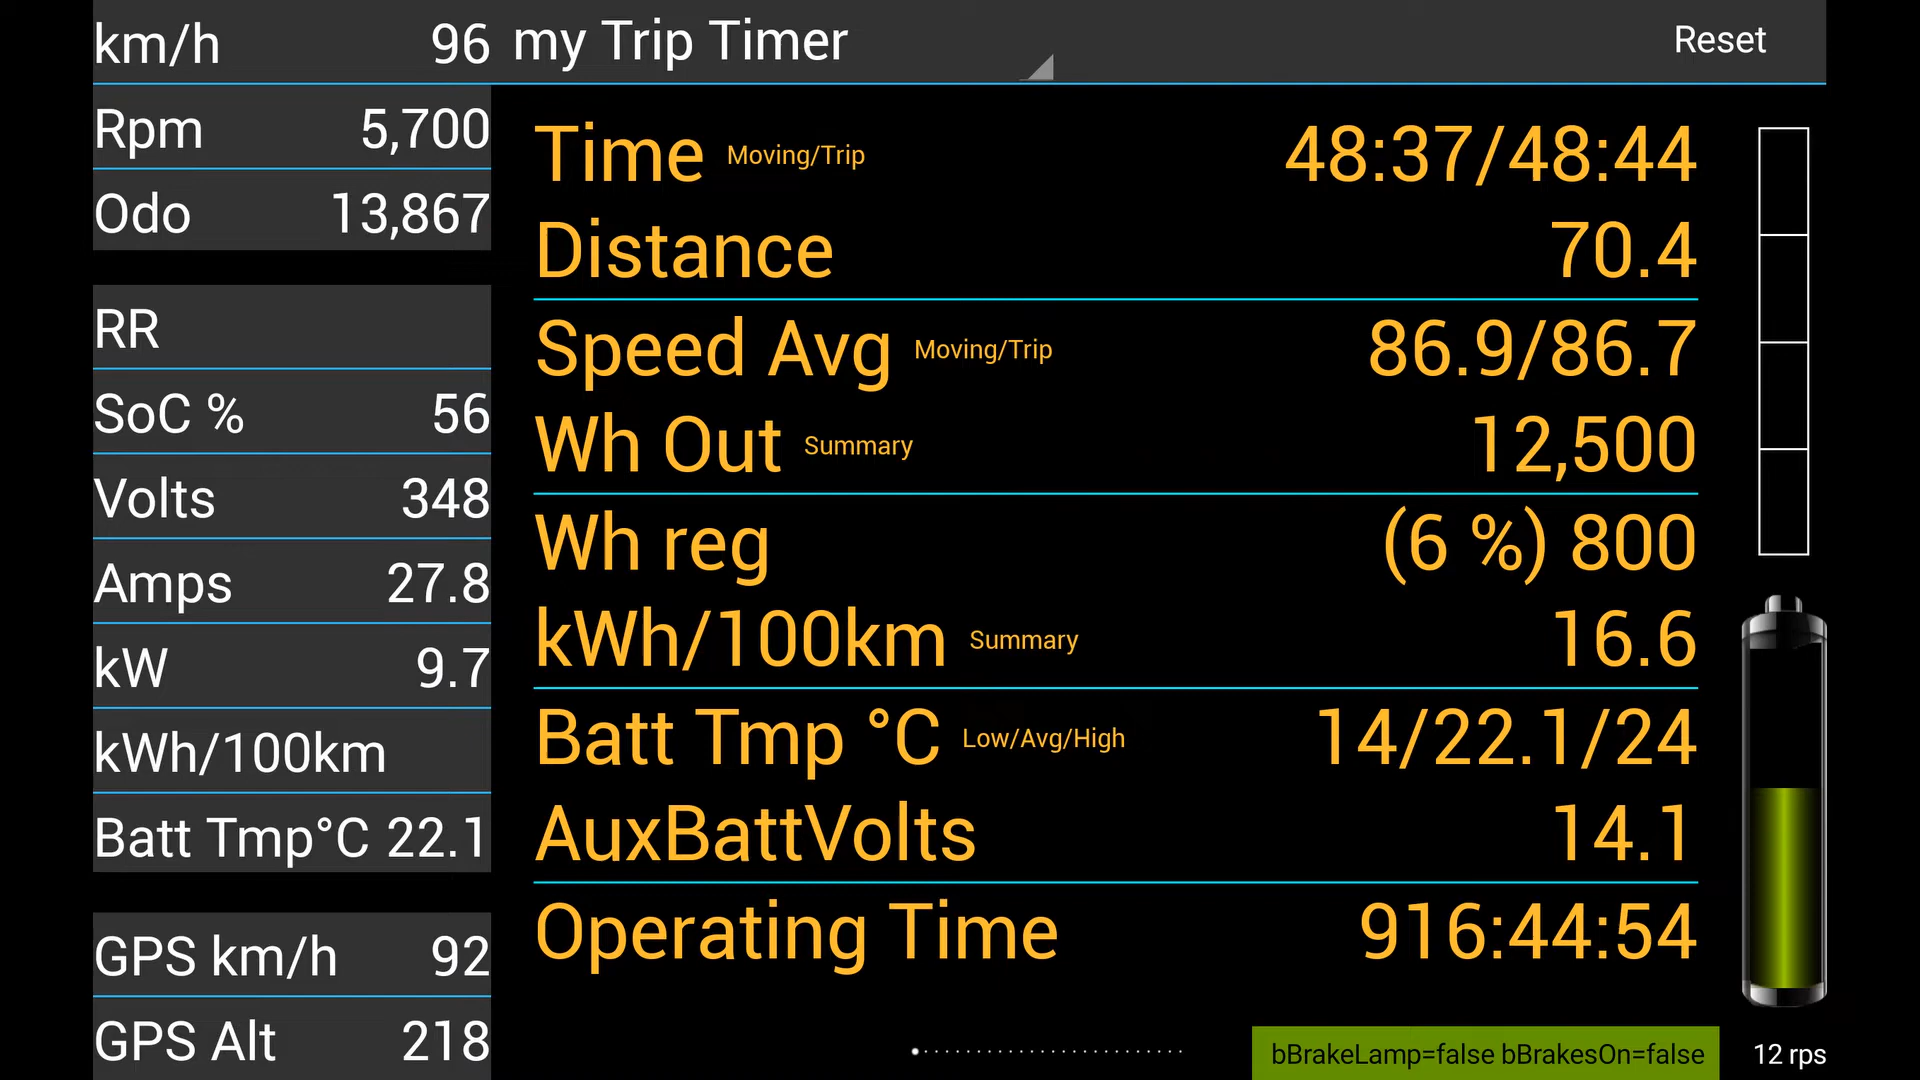 km/h 96
my Trip Timer
Reset
Rpm 5,700
Odo 13,867
RR
SoC % 56
Volts 348
Amps 27.8
kW 9.7
kWh/100km
Batt Tmp°C 22.1
GPS km/h 92
GPS Alt 218
Time Moving/Trip 48:37/48:44
Distance 70.4
Speed Avg Moving/Trip 86.9/86.7
Wh Out Summary 12,500
Wh reg (6 %) 800
kWh/100km Summary 16.6
Batt Tmp °C Low/Avg/High 14/22.1/24
AuxBattVolts 14.1
Operating Time 916:44:54
bBrakeLamp=false bBrakesOn=false
12 rps